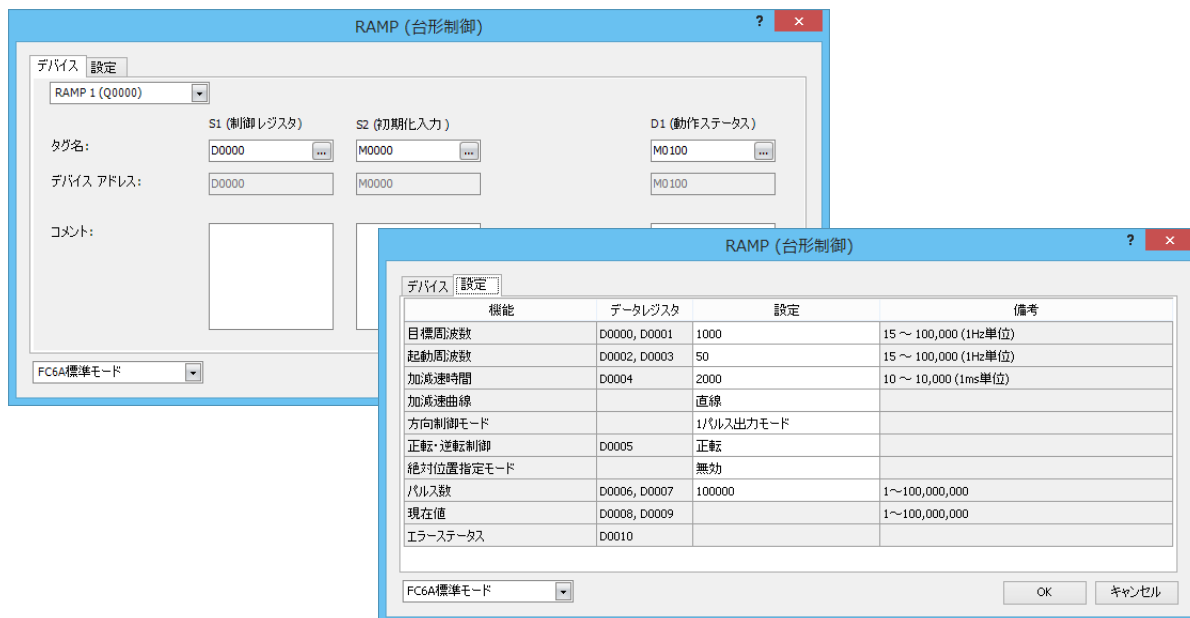 RAMP (台形制御)
? ×
デバイス 設定
RAMP 1 (Q0000)
S1 (制御レジスタ) S2 (初期化入力) D1 (動作ステータス)
タグ名: D0000 ... M0000 ... M0100 ...
デバイス アドレス: D0000 M0000 M0100
コメント:
FC6A標準モード
RAMP (台形制御)
? ×
デバイス 設定
機能 データレジスタ 設定 備考
目標周波数 D0000, D0001 1000 15 ～ 100,000 (1Hz単位)
起動周波数 D0002, D0003 50 15 ～ 100,000 (1Hz単位)
加減速時間 D0004 2000 10 ～ 10,000 (1ms単位)
加減速曲線 直線
方向制御モード 1パルス出力モード
正転・逆転制御 D0005 正転
絶対位置指定モード 無効
パルス数 D0006, D0007 100000 1～100,000,000
現在値 D0008, D0009 1～100,000,000
エラーステータス D0010
FC6A標準モード
OK キャンセル